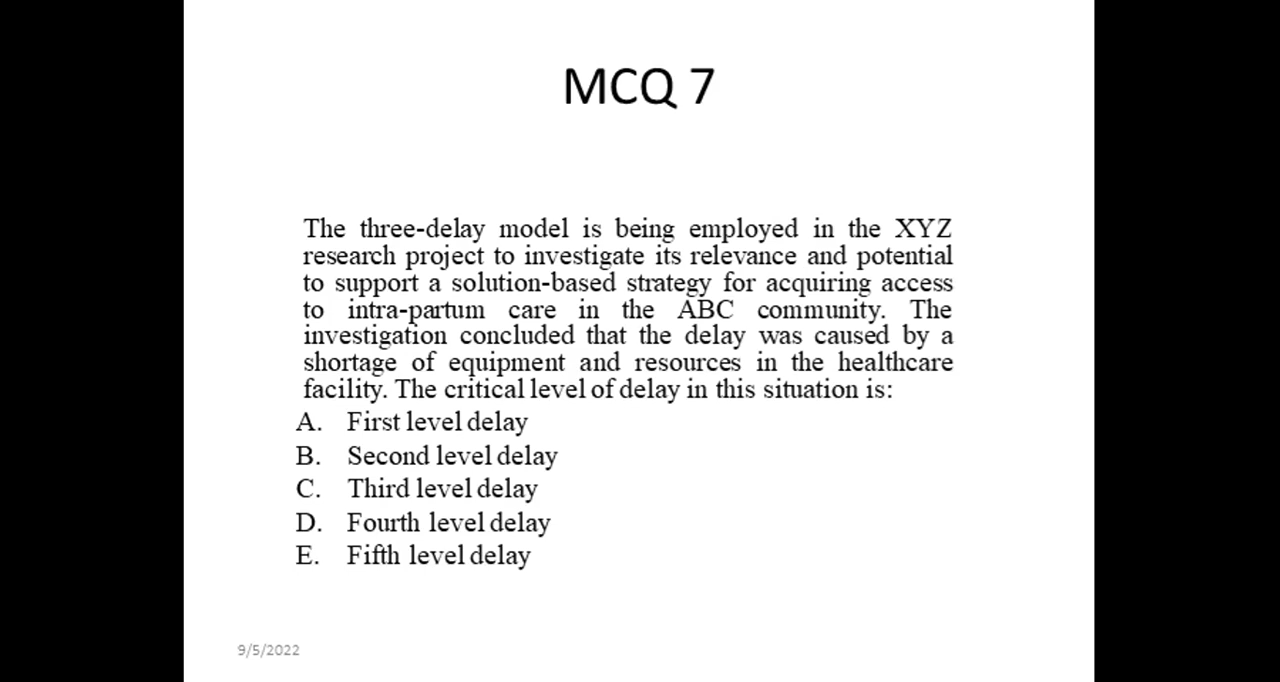 MCQ 7
The three-delay model is being employed in the XYZ
research project to investigate its relevance and potential
to support a solution-based strategy for acquiring access
to intra-partum care in the ABC community. The
investigation concluded that the delay was caused by a
shortage of equipment and resources in the healthcare
facility. The critical level of delay in this situation is:
A. First level delay
B. Second level delay
C. Third level delay
D. Fourth level delay
E. Fifth level delay
9/5/2022